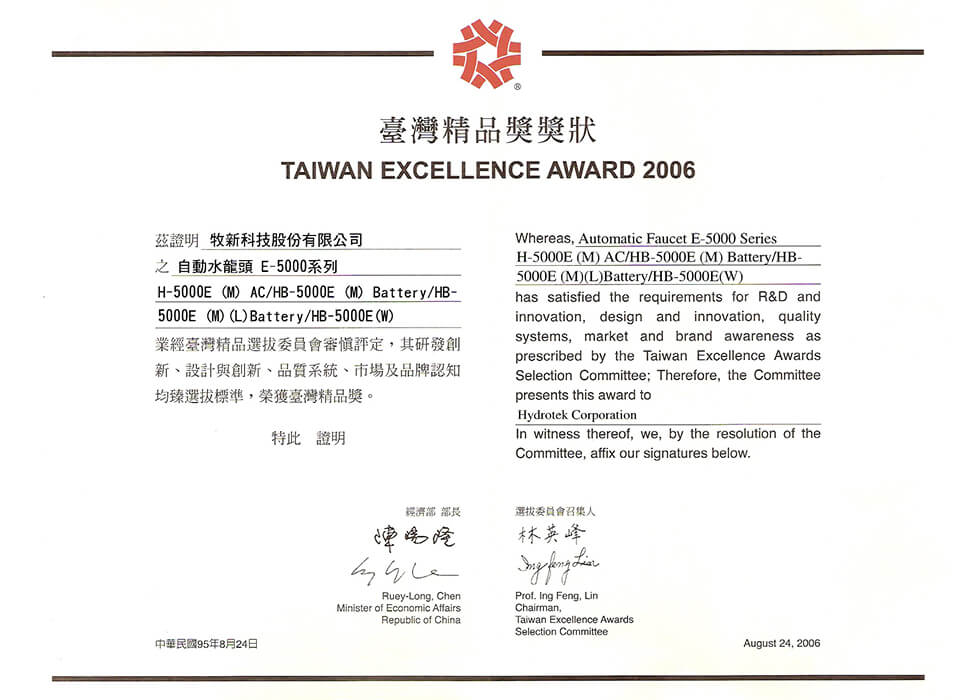 ®
臺灣精品獎獎狀
TAIWAN EXCELLENCE AWARD 2006
茲證明 牧新科技股份有限公司
之 自動水龍頭 E-5000系列
H-5000E (M) AC/HB-5000E (M) Battery/HB-
5000E (M)(L)Battery/HB-5000E(W)
業經臺灣精品選拔委員會審慎評定，其研發創
新、設計與創新、品質系統、市場及品牌認知
均臻選拔標準，榮獲臺灣精品獎。
特此 證明
Whereas, Automatic Faucet E-5000 Series
H-5000E (M) AC/HB-5000E (M) Battery/HB-
5000E (M)(L)Battery/HB-5000E(W)
has satisfied the requirements for R&D and
innovation, design and innovation, quality
systems, market and brand awareness as
prescribed by the Taiwan Excellence Awards
Selection Committee; Therefore, the Committee
presents this award to
Hydrotek Corporation
In witness thereof, we, by the resolution of the
Committee, affix our signatures below.
經濟部 部長
陳瑞隆
Ruey-Long, Chen
Minister of Economic Affairs
Republic of China
選拔委員會召集人
林英峰
Ing feng Lin
Prof. Ing Feng, Lin
Chairman,
Taiwan Excellence Awards
Selection Committee
中華民國95年8月24日
August 24, 2006